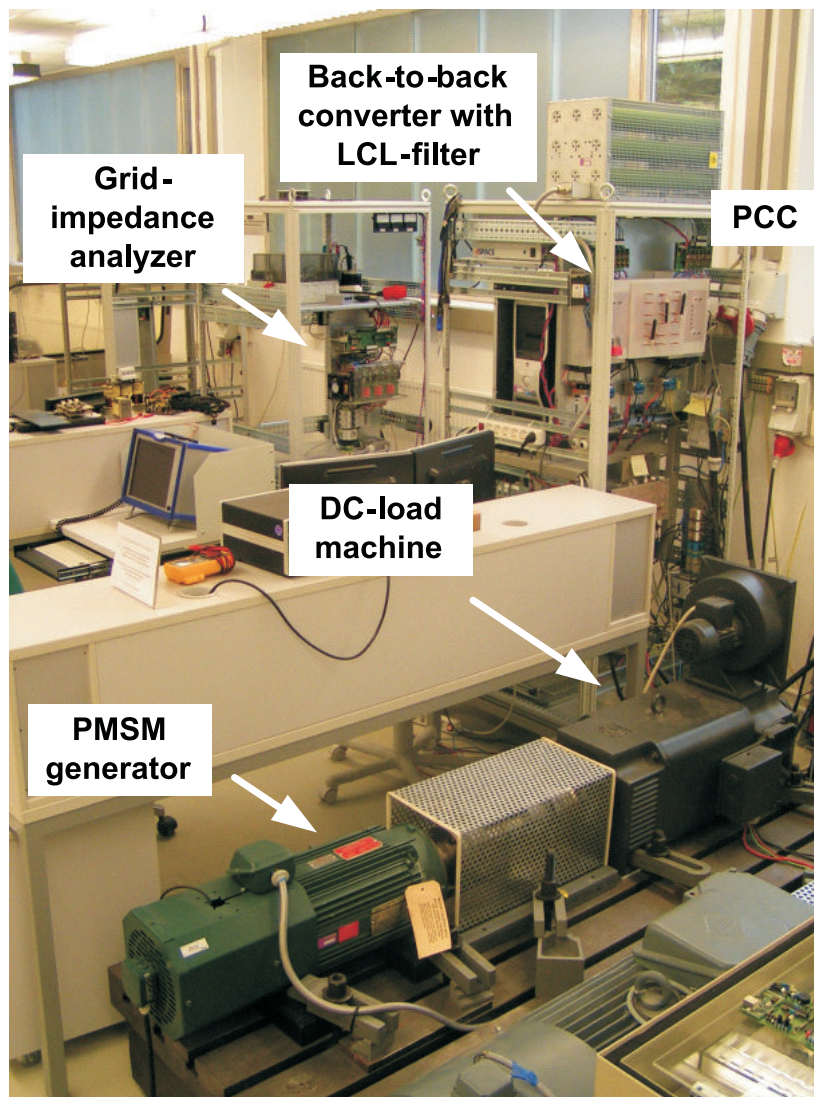 Back-to-back
converter with
LCL-filter
Grid-
impedance
analyzer
PCC
DC-load
machine
PMSM
generator